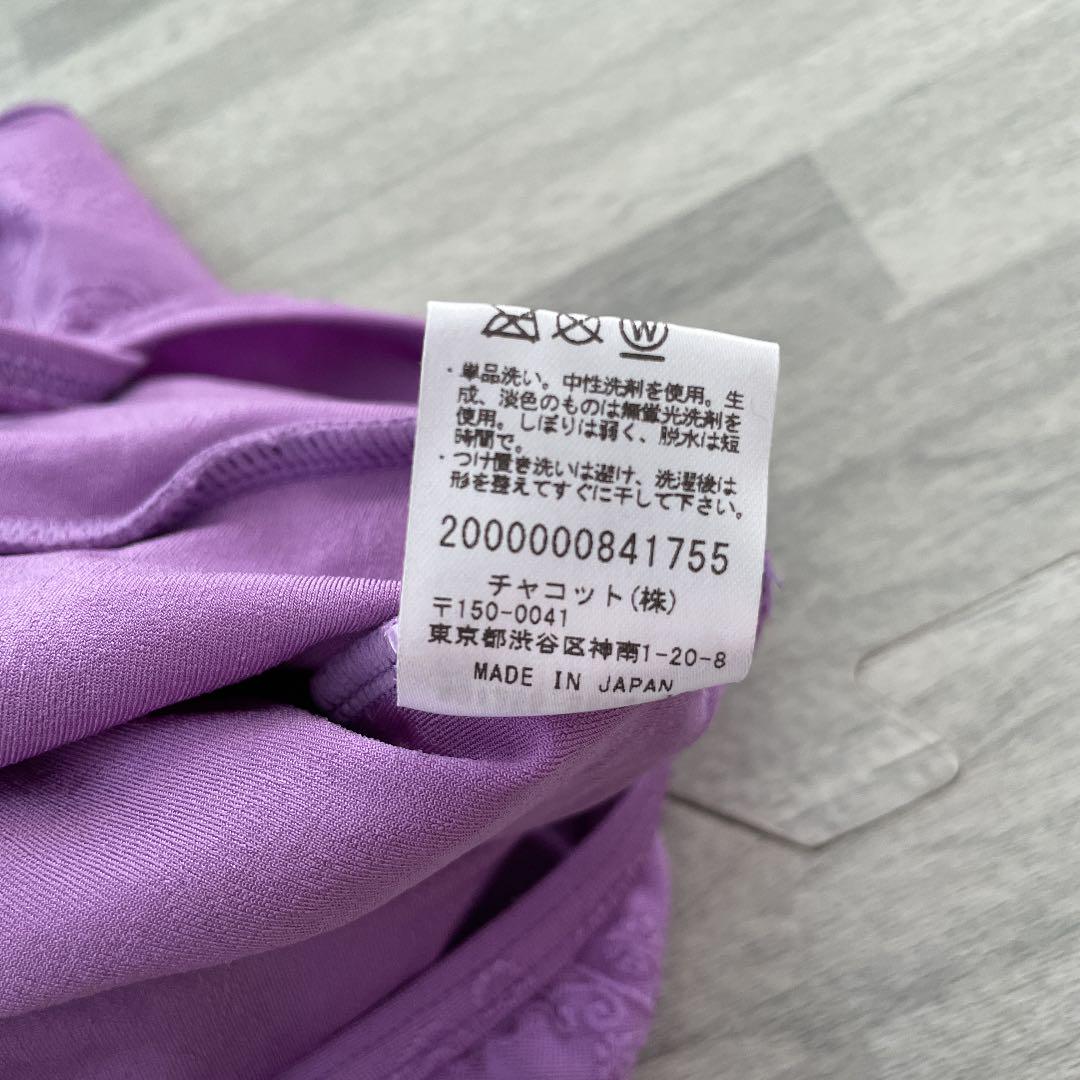 W
・単品洗い。中性洗剤を使用。生
成、淡色のものは無蛍光洗剤を
使用。しぼりは弱く、脱水は短
時間で。
・つけ置き洗いは避け、洗濯後は
形を整えてすぐに干して下さい。
2000000841755
チャコット(株)
〒150-0041
東京都渋谷区神南1-20-8
MADE IN JAPAN